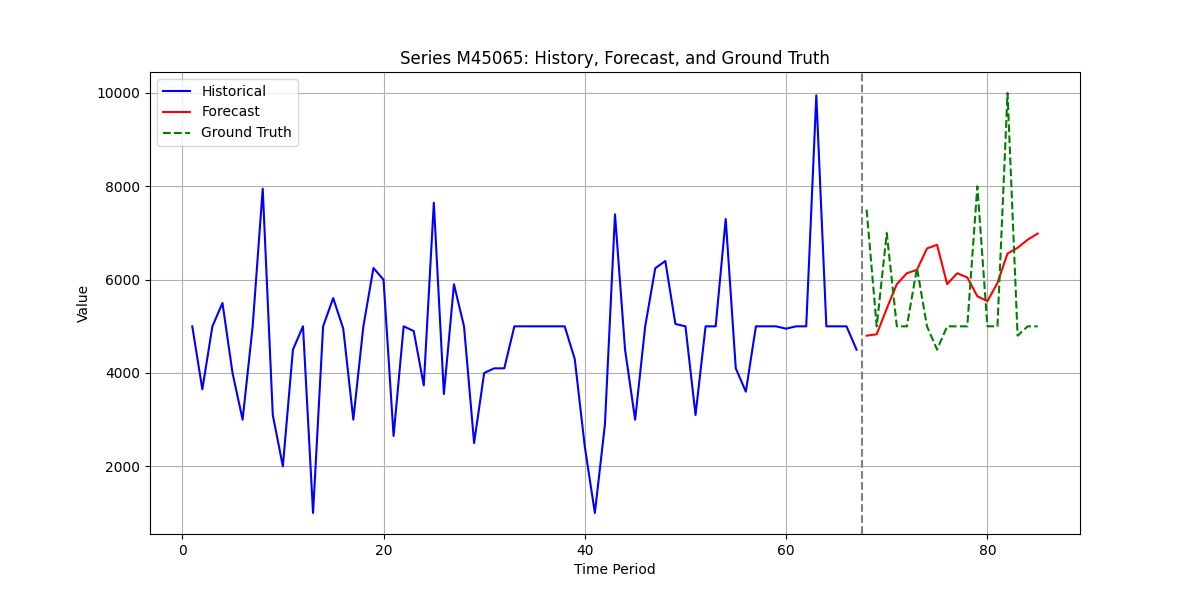 Series M45065: History, Forecast, and Ground Truth
Historical
Forecast
Ground Truth
Value
10000
8000
6000
4000
2000
0
20
40
60
80
Time Period